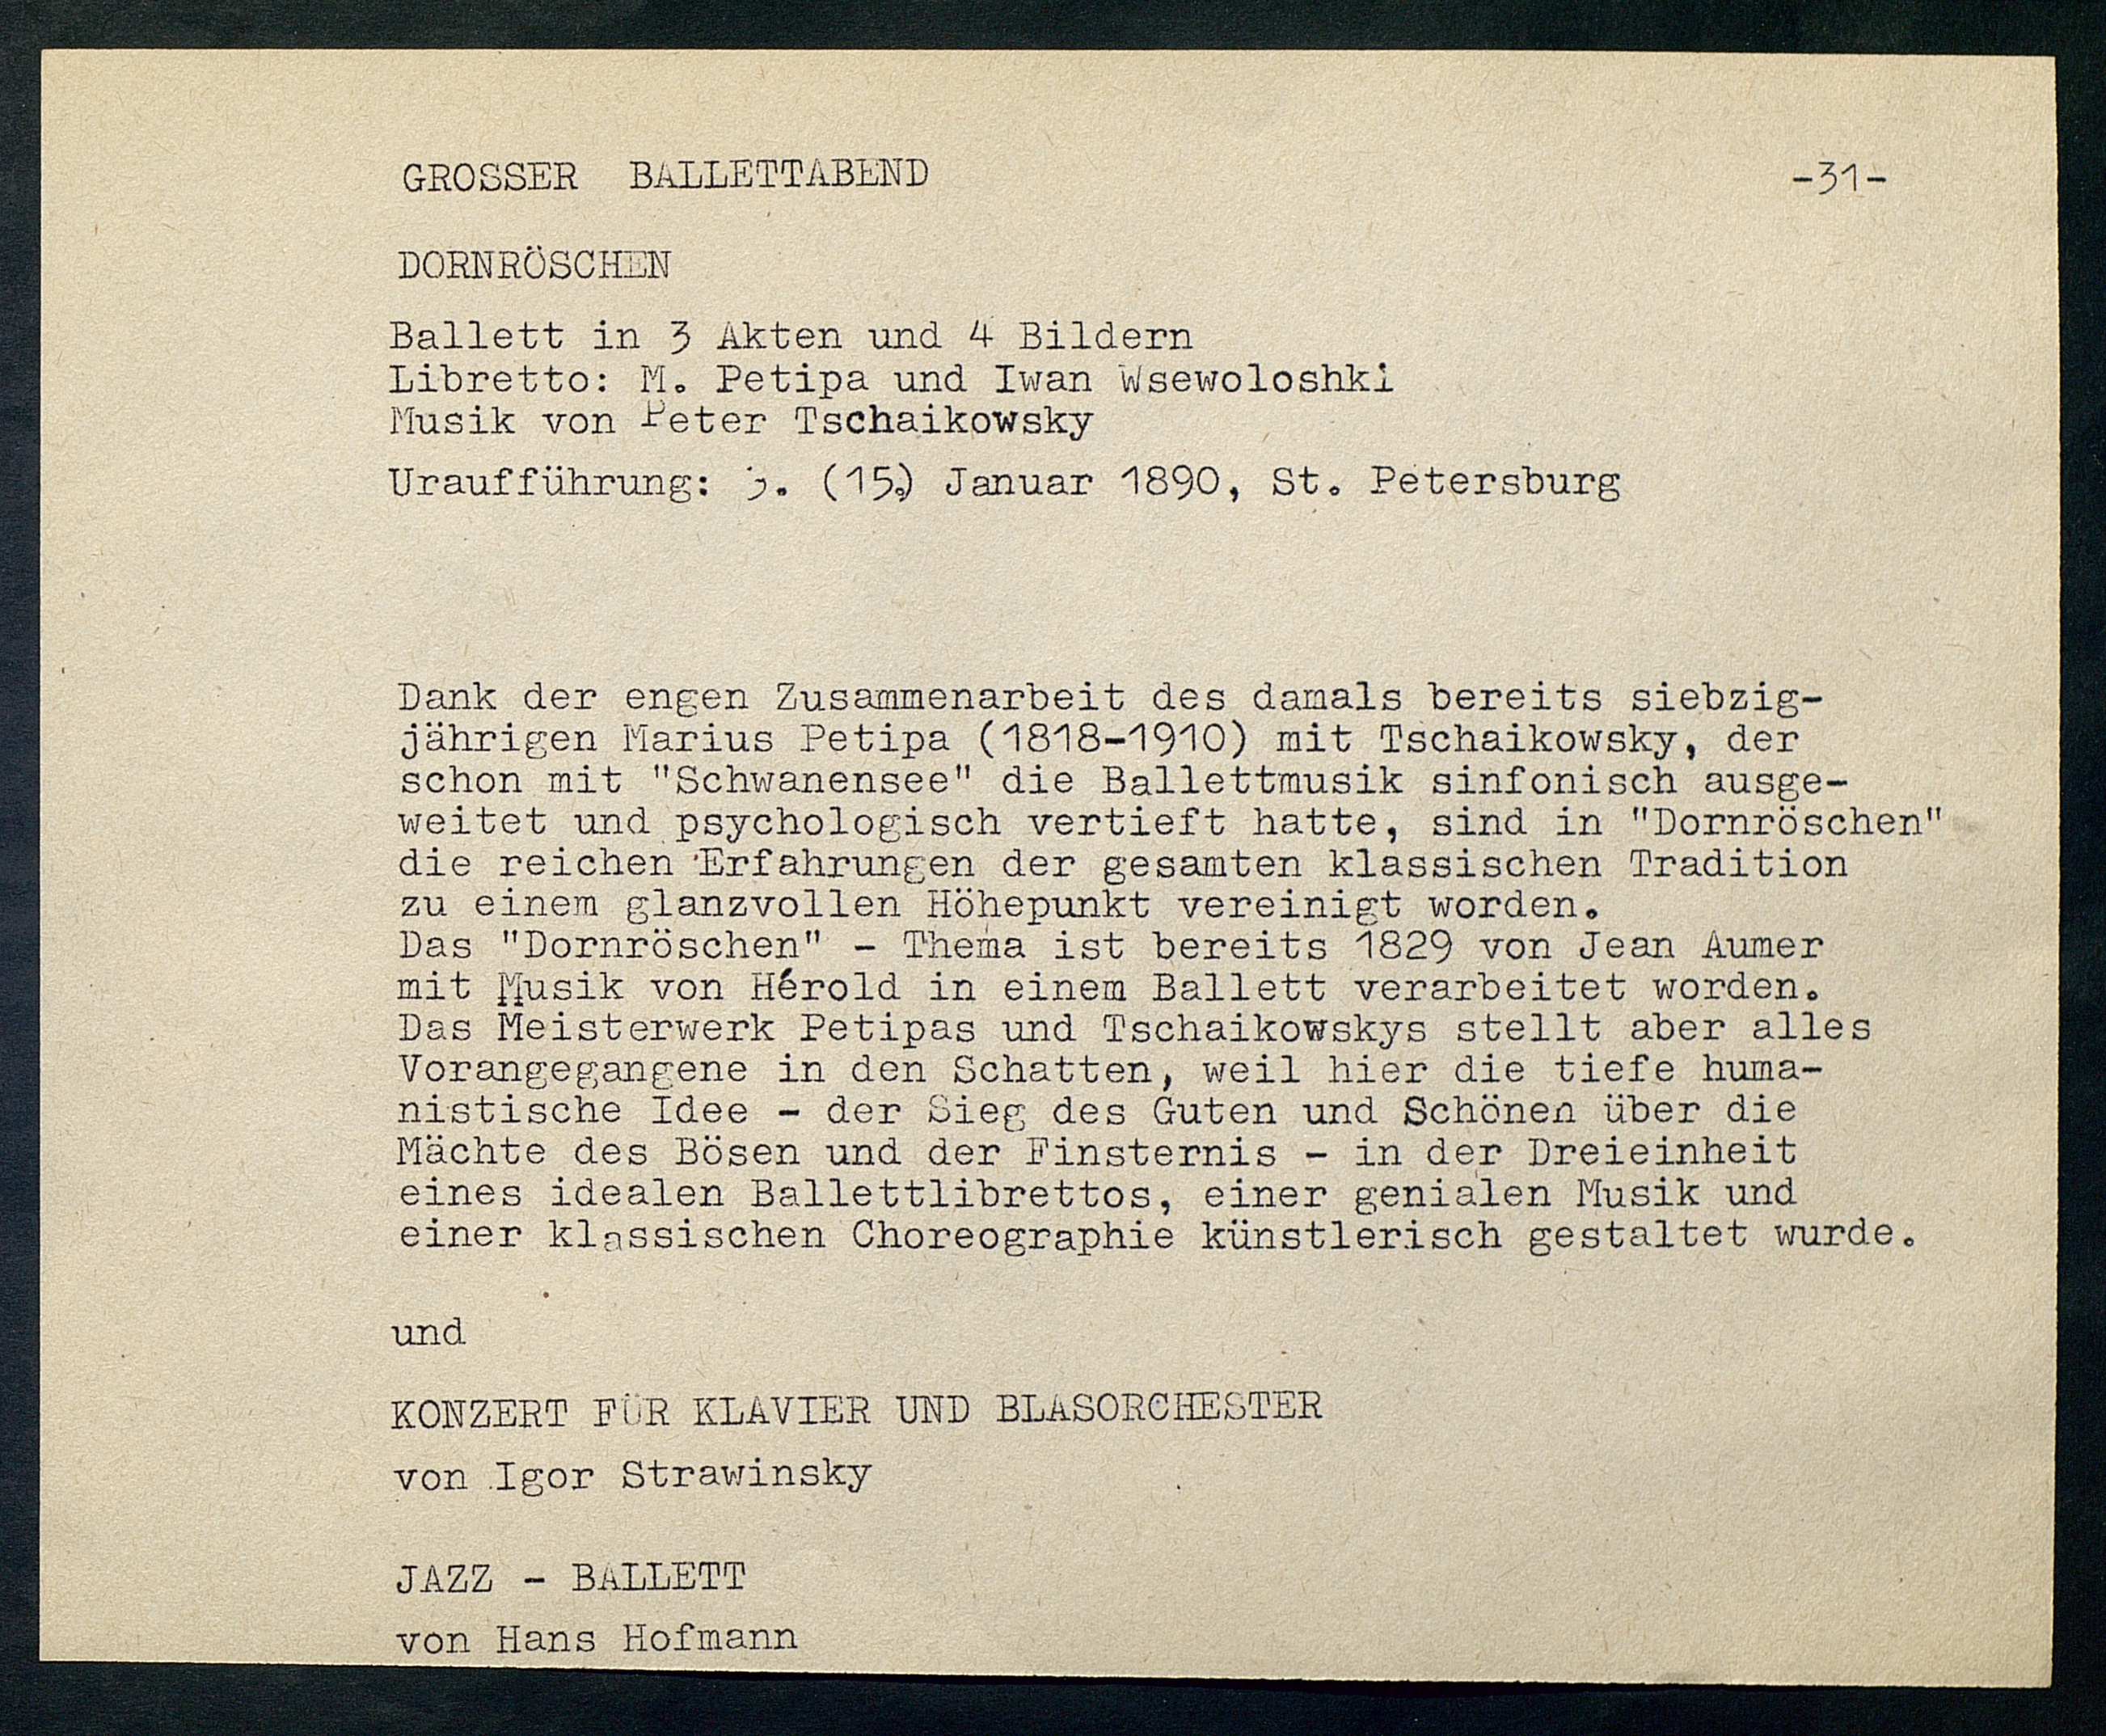 GROSSER BALLETTABEND -31-
DORNRÖSCHEN
Ballett in 3 Akten und 4 Bildern
Libretto: M. Petipa und Iwan Wsewoloshki
Musik von Peter Tschaikowsky
Uraufführung: 3. (15.) Januar 1890, St. Petersburg
Dank der engen Zusammenarbeit des damals bereits siebzig-
jährigen Marius Petipa (1818-1910) mit Tschaikowsky, der
schon mit "Schwanensee" die Ballettmusik sinfonisch ausge-
weitet und psychologisch vertieft hatte, sind in "Dornröschen"
die reichen Erfahrungen der gesamten klassischen Tradition
zu einem glanzvollen Höhepunkt vereinigt worden.
Das "Dornröschen" - Thema ist bereits 1829 von Jean Aumer
mit Musik von Hérold in einem Ballett verarbeitet worden.
Das Meisterwerk Petipas und Tschaikowskys stellt aber alles
Vorangegangene in den Schatten, weil hier die tiefe huma-
nistische Idee - der Sieg des Guten und Schönen über die
Mächte des Bösen und der Finsternis - in der Dreieinheit
eines idealen Ballettlibrettos, einer genialen Musik und
einer klassischen Choreographie künstlerisch gestaltet wurde.
und
KONZERT FÜR KLAVIER UND BLASORCHESTER
von Igor Strawinsky
JAZZ - BALLETT
von Hans Hofmann